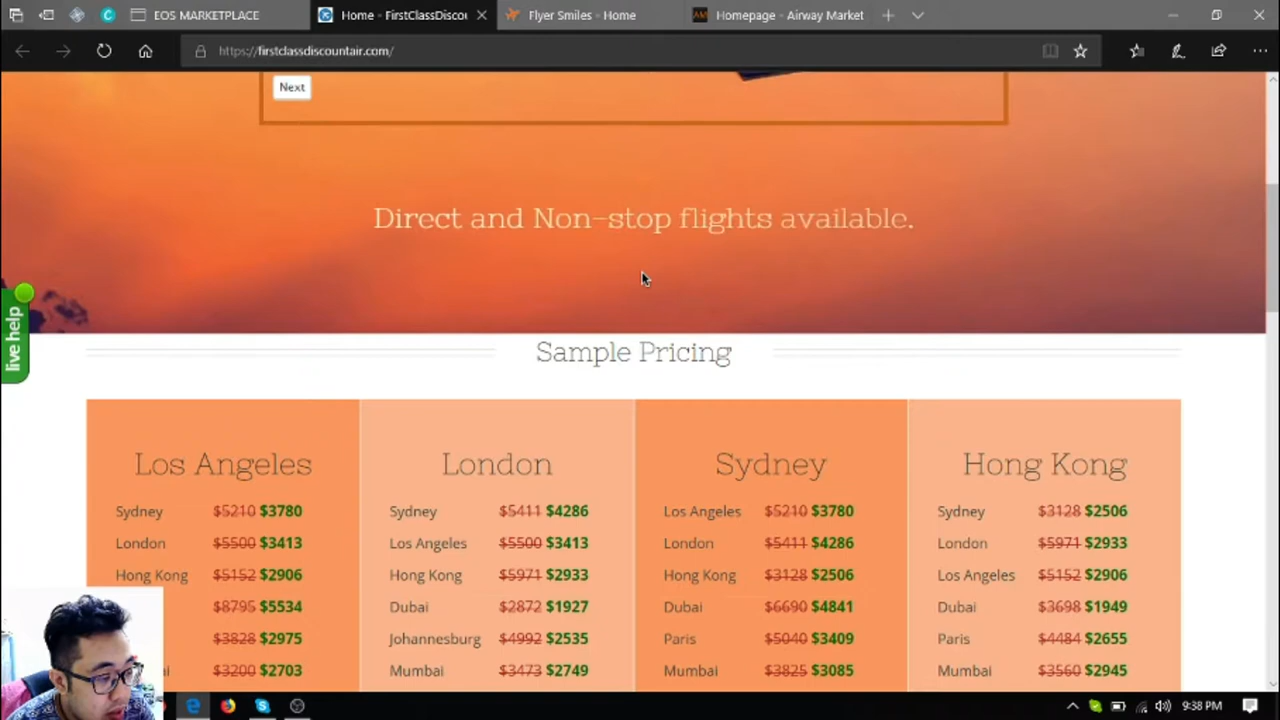 EOS MARKETPLACE
Home - FirstClassDiscou
Flyer Smiles - Home
Homepage - Airway Market
https://firstclassdiscountair.com/
Next
Direct and Non-stop flights available.
live help
Sample Pricing
Los Angeles
Sydney $5210 $3780
London $5500 $3413
Hong Kong $5152 $2906
$8795 $5534
$3828 $2975
$3200 $2703
London
Sydney $5411 $4286
Los Angeles $5500 $3413
Hong Kong $5971 $2933
Dubai $2872 $1927
Johannesburg $4992 $2535
Mumbai $3473 $2749
Sydney
Los Angeles $5210 $3780
London $5411 $4286
Hong Kong $3128 $2506
Dubai $6690 $4841
Paris $5040 $3409
Mumbai $3825 $3085
Hong Kong
Sydney $3128 $2506
London $5971 $2933
Los Angeles $5152 $2906
Dubai $3698 $1949
Paris $4484 $2655
Mumbai $3560 $2945
9:38 PM